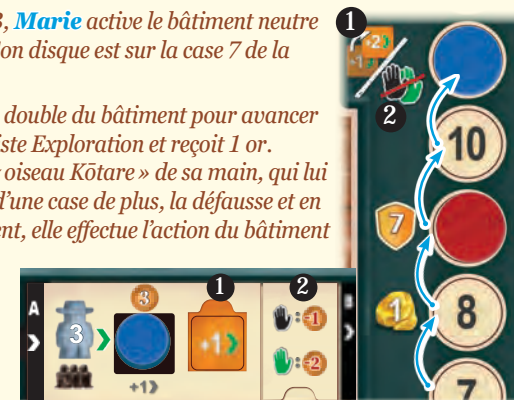 3, Marie active le bâtiment neutre
on disque est sur la case 7 de la
double du bâtiment pour avancer
iste Exploration et reçoit 1 or.
oiseau Kōtare » de sa main, qui lui
d'une case de plus, la défausse et en
ent, elle effectue l'action du bâtiment
1
+2
+1
2
10
7
1
8
7
A
3
3
+1
1
+1
2
-1
-2
B